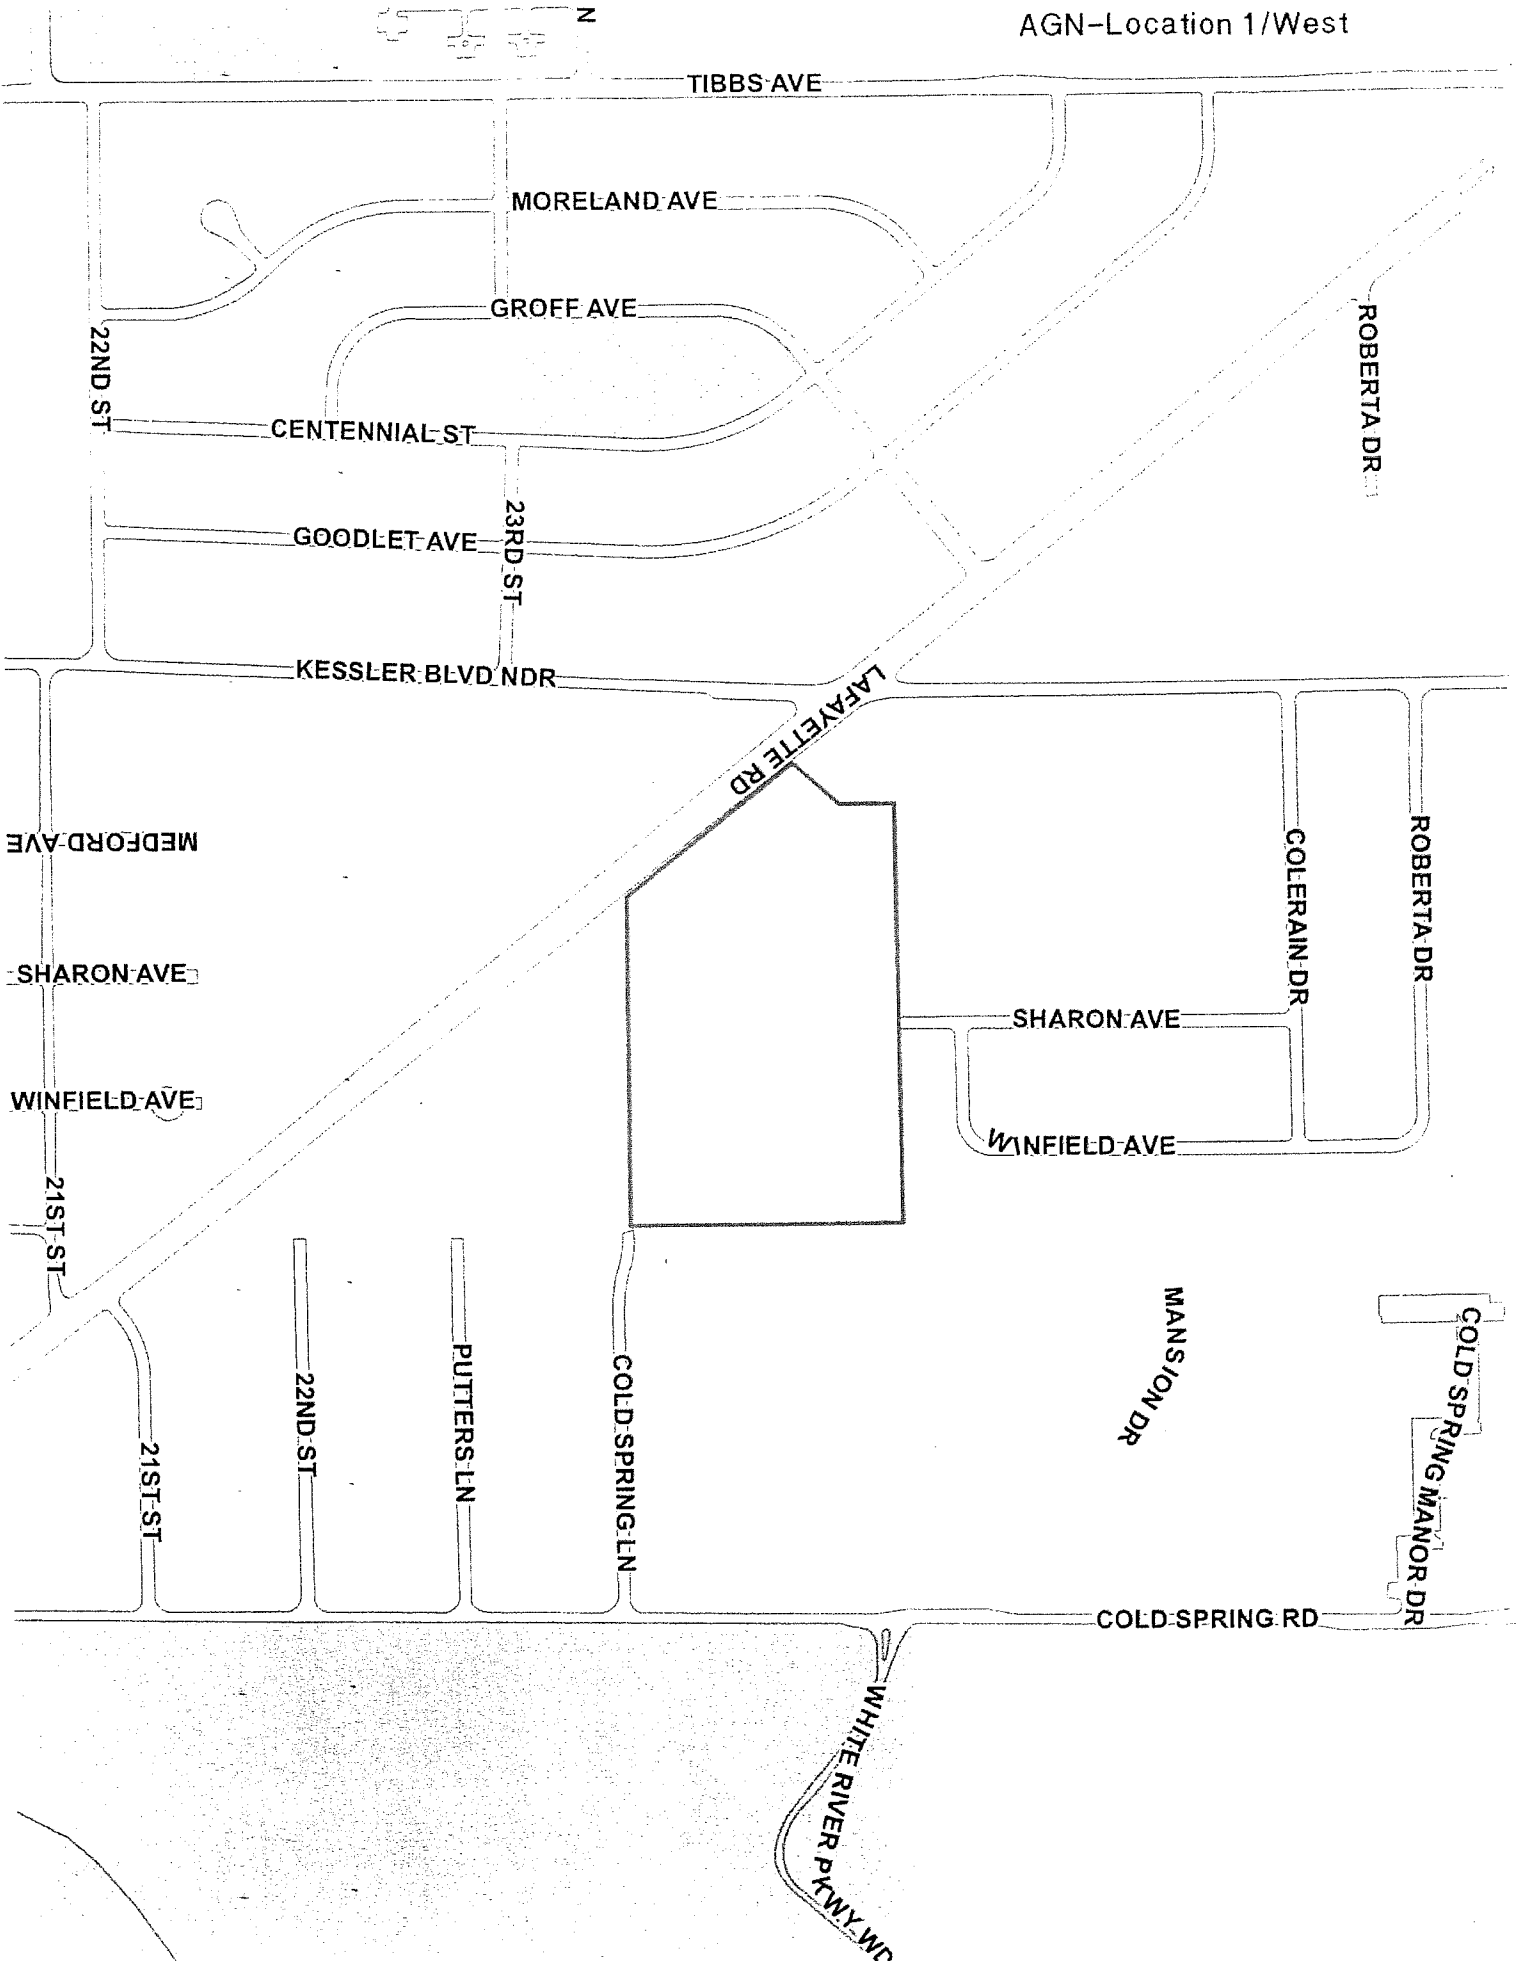 N
AGN-Location 1/West
TIBBS AVE
MORELAND AVE
GROFF AVE
ROBERTA DR
22ND ST
CENTENNIAL ST
23RD ST
GOODLET AVE
KESSLER BLVD NDR
LAFAYETTE RD
MEDFORD AVE
COLERAIN DR
ROBERTA DR
SHARON AVE
SHARON AVE
WINFIELD AVE
WINFIELD AVE
21ST ST
MANSION DR
COLD SPRING MANOR DR
PUTTERS LN
COLD SPRING LN
22ND ST
21ST ST
COLD SPRING RD
WHITE RIVER PKWY WD